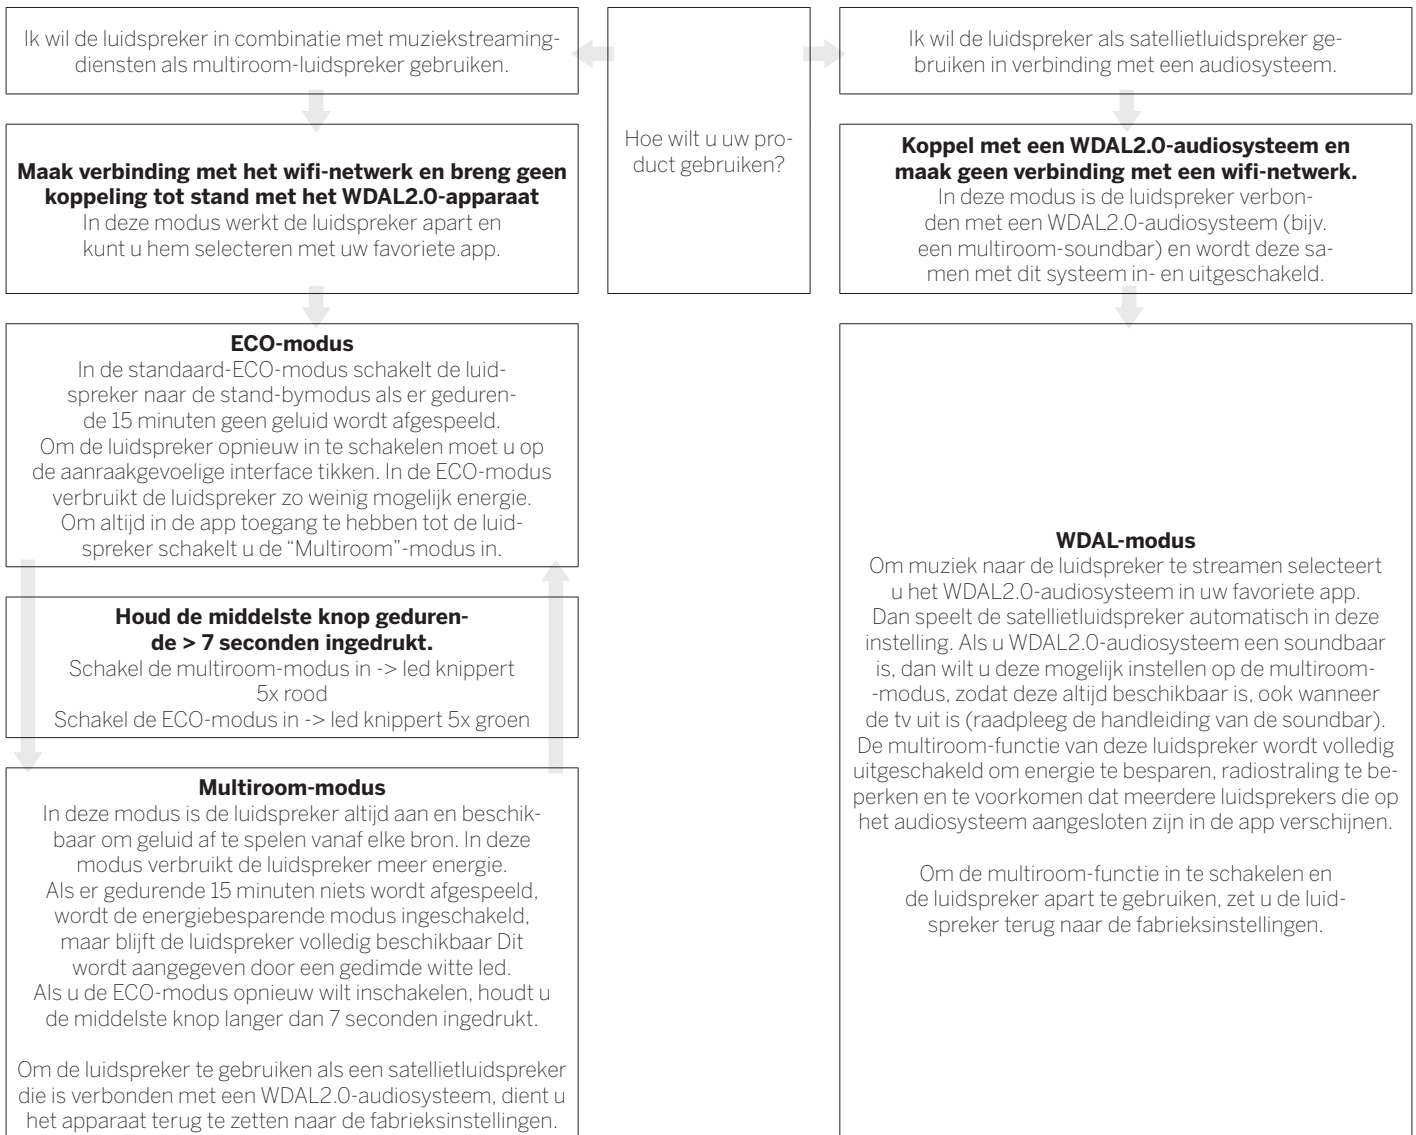 Hoe wilt u uw pro-
duct gebruiken?
Ik wil de luidspreker in combinatie met muziekstreaming-
diensten als multiroom-luidspreker gebruiken.
Maak verbinding met het wifi-netwerk en breng geen
koppeling tot stand met het WDAL2.0-apparaat
In deze modus werkt de luidspreker apart en
kunt u hem selecteren met uw favoriete app.
ECO-modus
In de standaard-ECO-modus schakelt de luid-
spreker naar de stand-bymodus als er geduren-
de 15 minuten geen geluid wordt afgespeeld.
Om de luidspreker opnieuw in te schakelen moet u op
de aanraakgevoelige interface tikken. In de ECO-modus
verbruikt de luidspreker zo weinig mogelijk energie.
Om altijd in de app toegang te hebben tot de luid-
spreker schakelt u de “Multiroom”-modus in.
Houd de middelste knop geduren-
de > 7 seconden ingedrukt.
Schakel de multiroom-modus in -> led knippert
5x rood
Schakel de ECO-modus in -> led knippert 5x groen
Multiroom-modus
In deze modus is de luidspreker altijd aan en beschik-
baar om geluid af te spelen vanaf elke bron. In deze
modus verbruikt de luidspreker meer energie.
Als er gedurende 15 minuten niets wordt afgespeeld,
wordt de energiebesparende modus ingeschakeld,
maar blijft de luidspreker volledig beschikbaar Dit
wordt aangegeven door een gedimde witte led.
Als u de ECO-modus opnieuw wilt inschakelen, houdt u
de middelste knop langer dan 7 seconden ingedrukt.
Om de luidspreker te gebruiken als een satellietluidspreker
die is verbonden met een WDAL2.0-audiosysteem, dient u
het apparaat terug te zetten naar de fabrieksinstellingen.
Ik wil de luidspreker als satellietluidspreker ge-
bruiken in verbinding met een audiosysteem.
Koppel met een WDAL2.0-audiosysteem en
maak geen verbinding met een wifi-netwerk.
In deze modus is de luidspreker verbon-
den met een WDAL2.0-audiosysteem (bijv.
een multiroom-soundbar) en wordt deze sa-
men met dit systeem in- en uitgeschakeld.
WDAL-modus
Om muziek naar de luidspreker te streamen selecteert
u het WDAL2.0-audiosysteem in uw favoriete app.
Dan speelt de satellietluidspreker automatisch in deze
instelling. Als u WDAL2.0-audiosysteem een soundbaar
is, dan wilt u deze mogelijk instellen op de multiroom-
-modus, zodat deze altijd beschikbaar is, ook wanneer
de tv uit is (raadpleeg de handleiding van de soundbar).
De multiroom-functie van deze luidspreker wordt volledig
uitgeschakeld om energie te besparen, radiostraling te be-
perken en te voorkomen dat meerdere luidsprekers die op
het audiosysteem aangesloten zijn in de app verschijnen.
Om de multiroom-functie in te schakelen en
de luidspreker apart te gebruiken, zet u de luid-
spreker terug naar de fabrieksinstellingen.